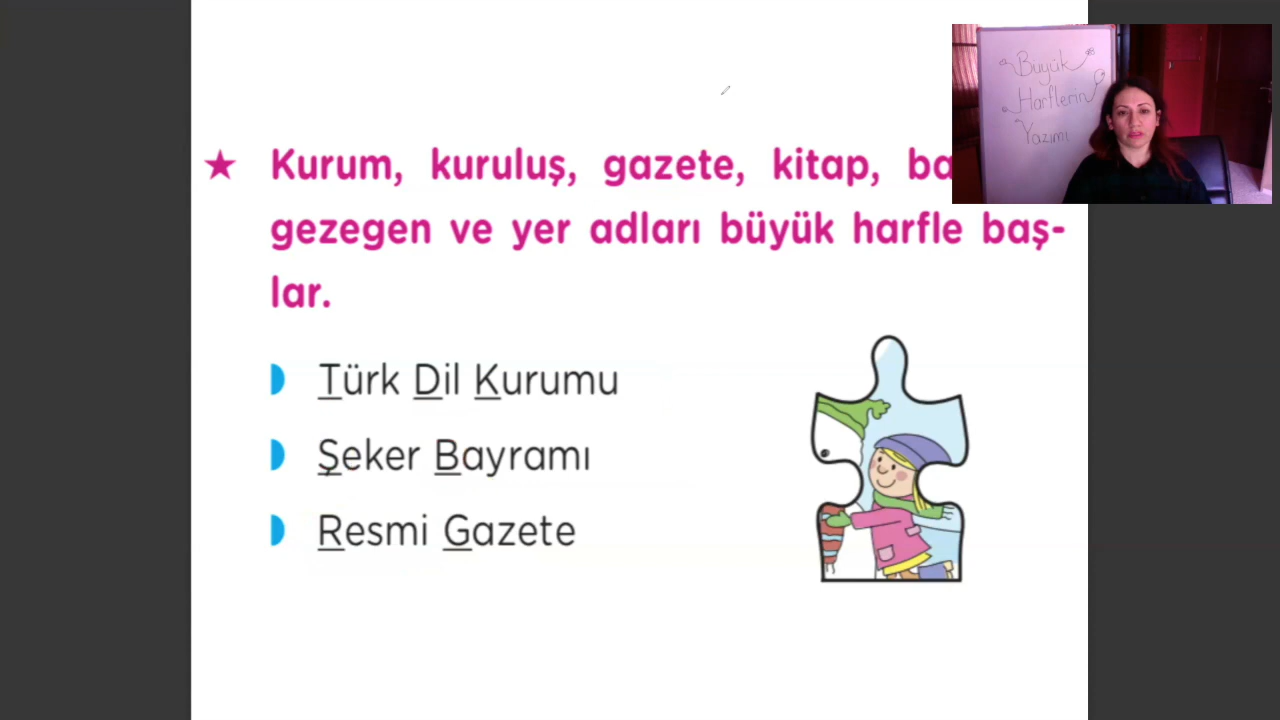 Kurum, kuruluş, gazete, kitap,
gezegen ve yer adları büyük harfle baş-
lar.
Türk Dil Kurumu
Şeker Bayramı
Resmi Gazete
Büyük
Harflerin
Yazımı